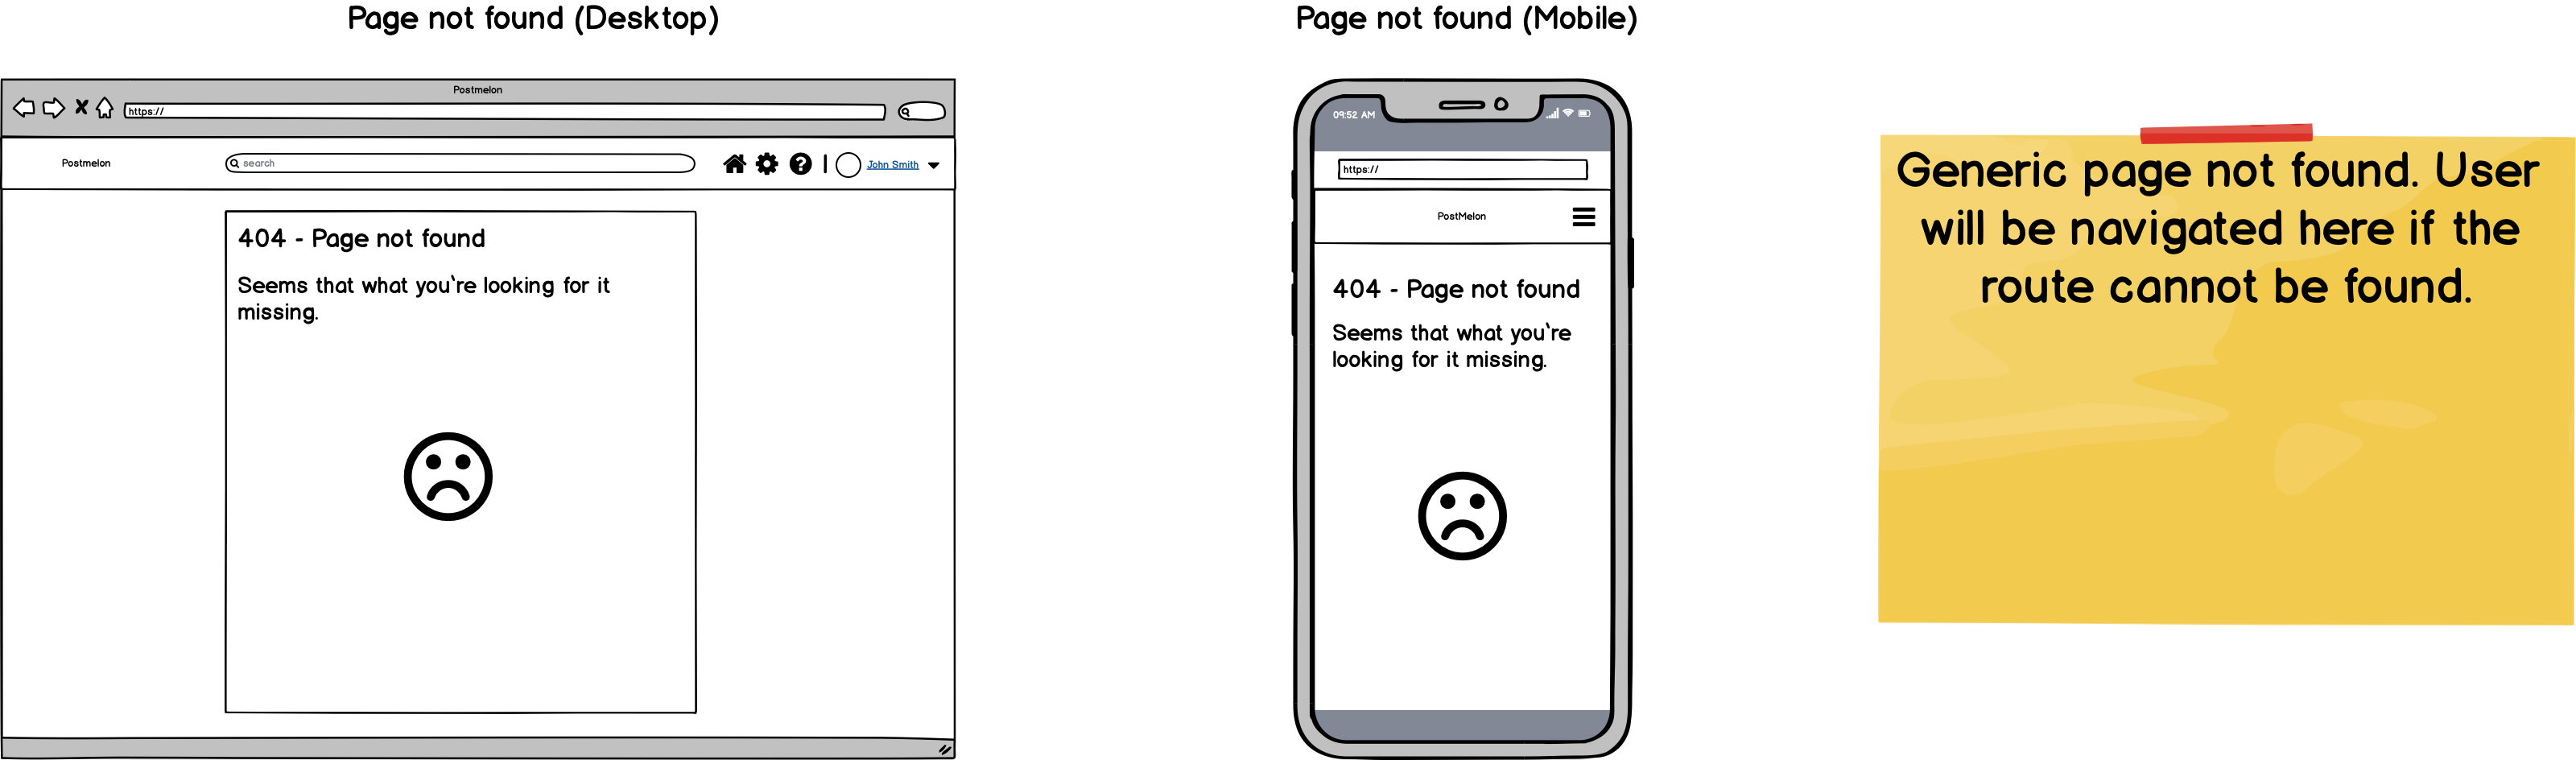 Page not found (Desktop)
Postmelon
https://
Postmelon
search
John Smith
404 - Page not found
Seems that what you're looking for it
missing.
Page not found (Mobile)
09:52 AM
https://
PostMelon
404 - Page not found
Seems that what you're
looking for it missing.
Generic page not found. User
will be navigated here if the
route cannot be found.